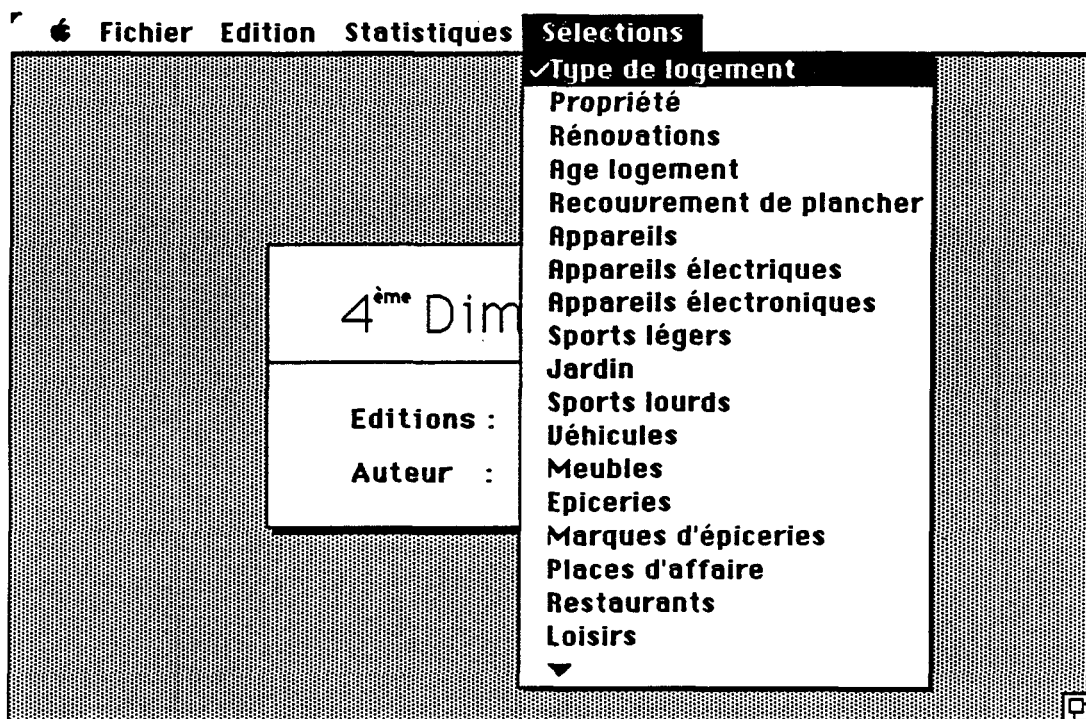 Fichier Edition Statistiques Sélections
✓Type de logement
Propriété
Rénovations
Age logement
Recouvrement de plancher
Appareils
Appareils électriques
Appareils électroniques
Sports légers
Jardin
Sports lourds
Véhicules
Meubles
Epiceries
Marques d'épiceries
Places d'affaire
Restaurants
Loisirs
4ème Dim
Editions :
Auteur :